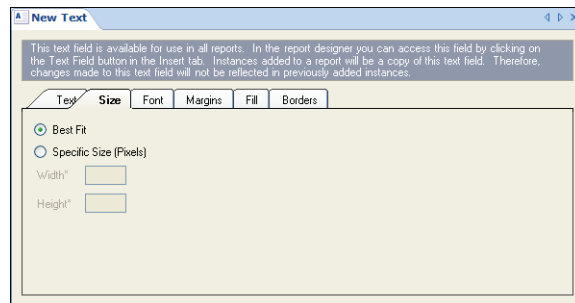 New Text
This text field is available for use in all reports. In the report designer you can access this field by clicking on
the Text Field button in the Insert tab. Instances added to a report will be a copy of this text field. Therefore,
changes made to this text field will not be reflected in previously added instances.
Text Size Font Margins Fill Borders
Best Fit
Specific Size (Pixels)
Width*
Height*